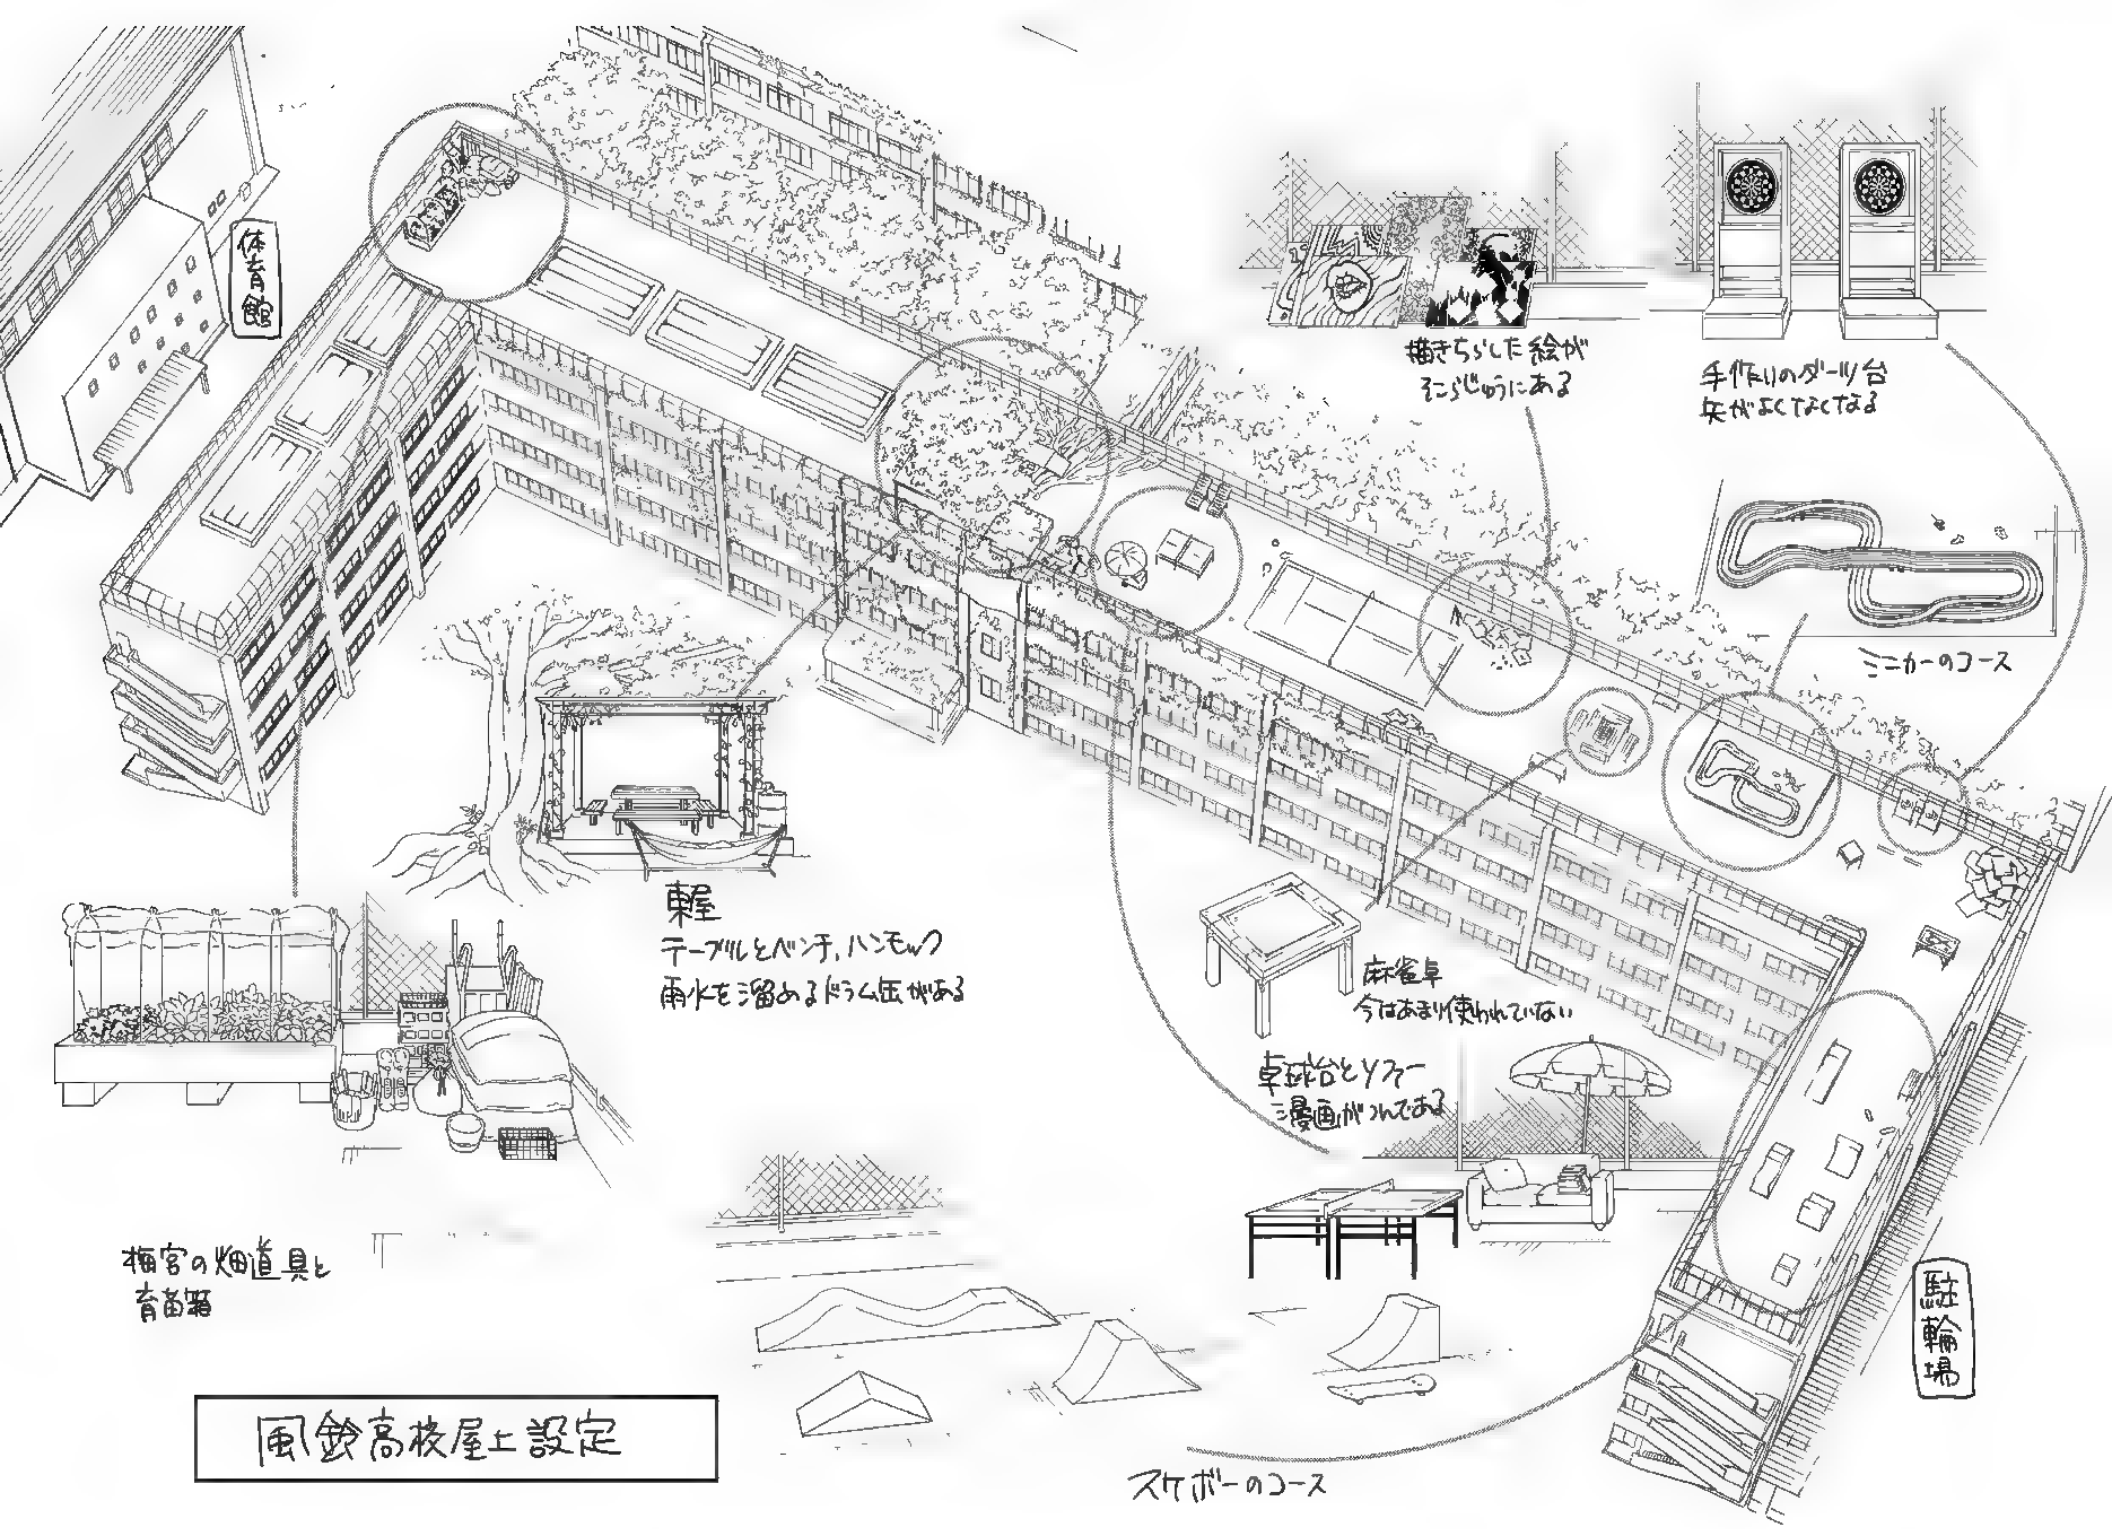 体育館
描きちらした絵が
そこらじゅうにある
手作りのダーツ台
矢がよくなくなる
ミニカーのコース
東屋
テーブルとベンチ,ハンモック
雨水を溜めるドラム缶がある
麻雀卓
今はあまり使われていない
卓球台とソファー
漫画がつんである
梅宮の畑道具と
育苗箱
駐輪場
風鈴高校屋上設定
スケボーのコース